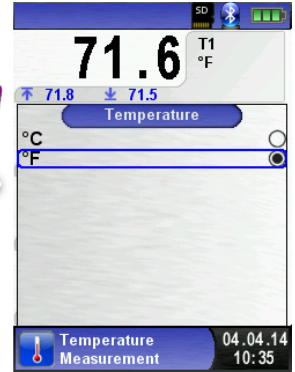 SD
71.6 T1
°F
71.8 71.5
Temperature
°C
°F
Temperature 04.04.14
Measurement 10:35